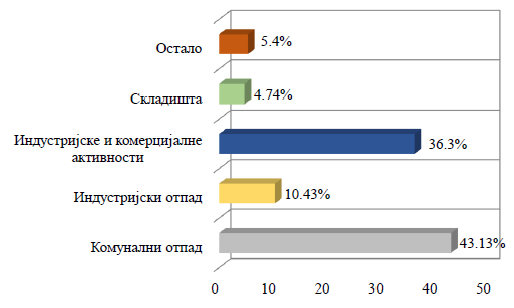 Остало
5.4%
Складишта
4.74%
Индустријске и комерцијалне
активности
36.3%
Индустријски отпад
10.43%
Комунални отпад
43.13%
0 10 20 30 40 50